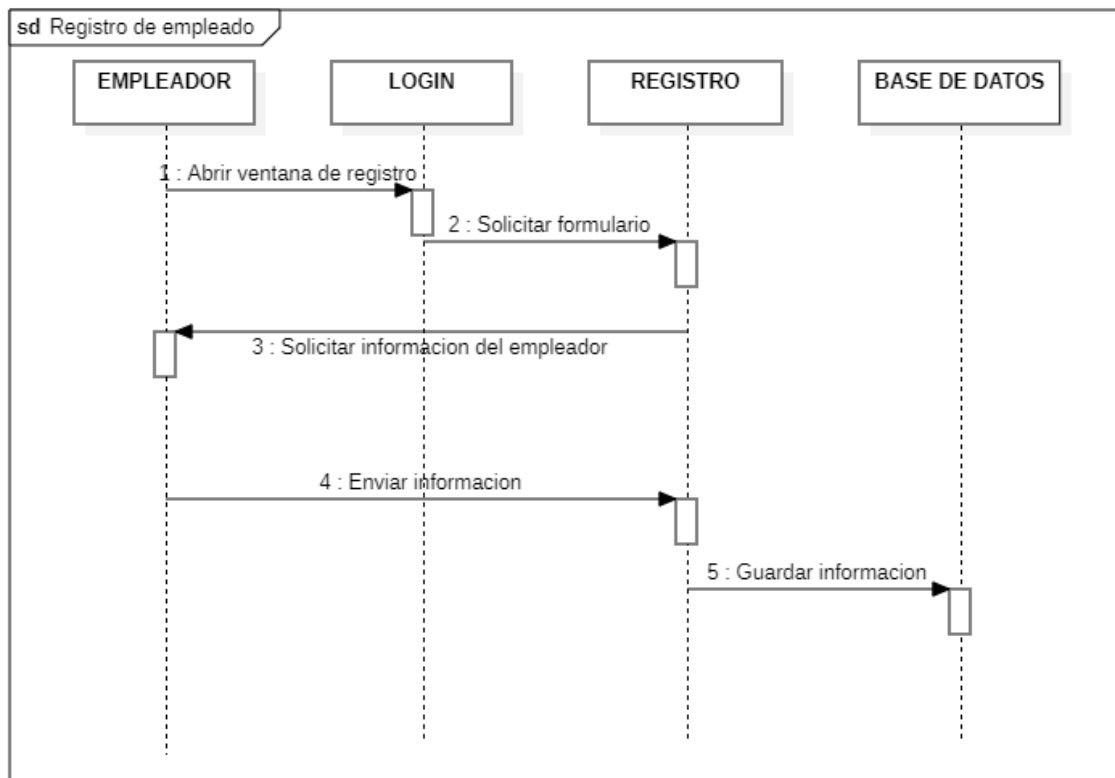 sd Registro de empleado
EMPLEADOR
LOGIN
REGISTRO
BASE DE DATOS
1 : Abrir ventana de registro
2 : Solicitar formulario
3 : Solicitar informacion del empleador
4 : Enviar informacion
5 : Guardar informacion